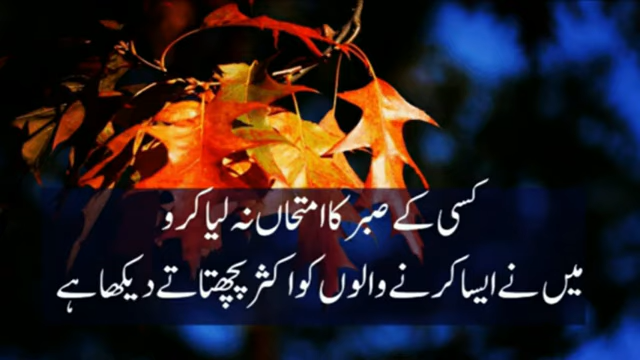 کسی کے صبر کا امتحاں نہ لیا کرو
میں نے ایسا کرنے والوں کو اکثر پچھتاتے دیکھا ہے